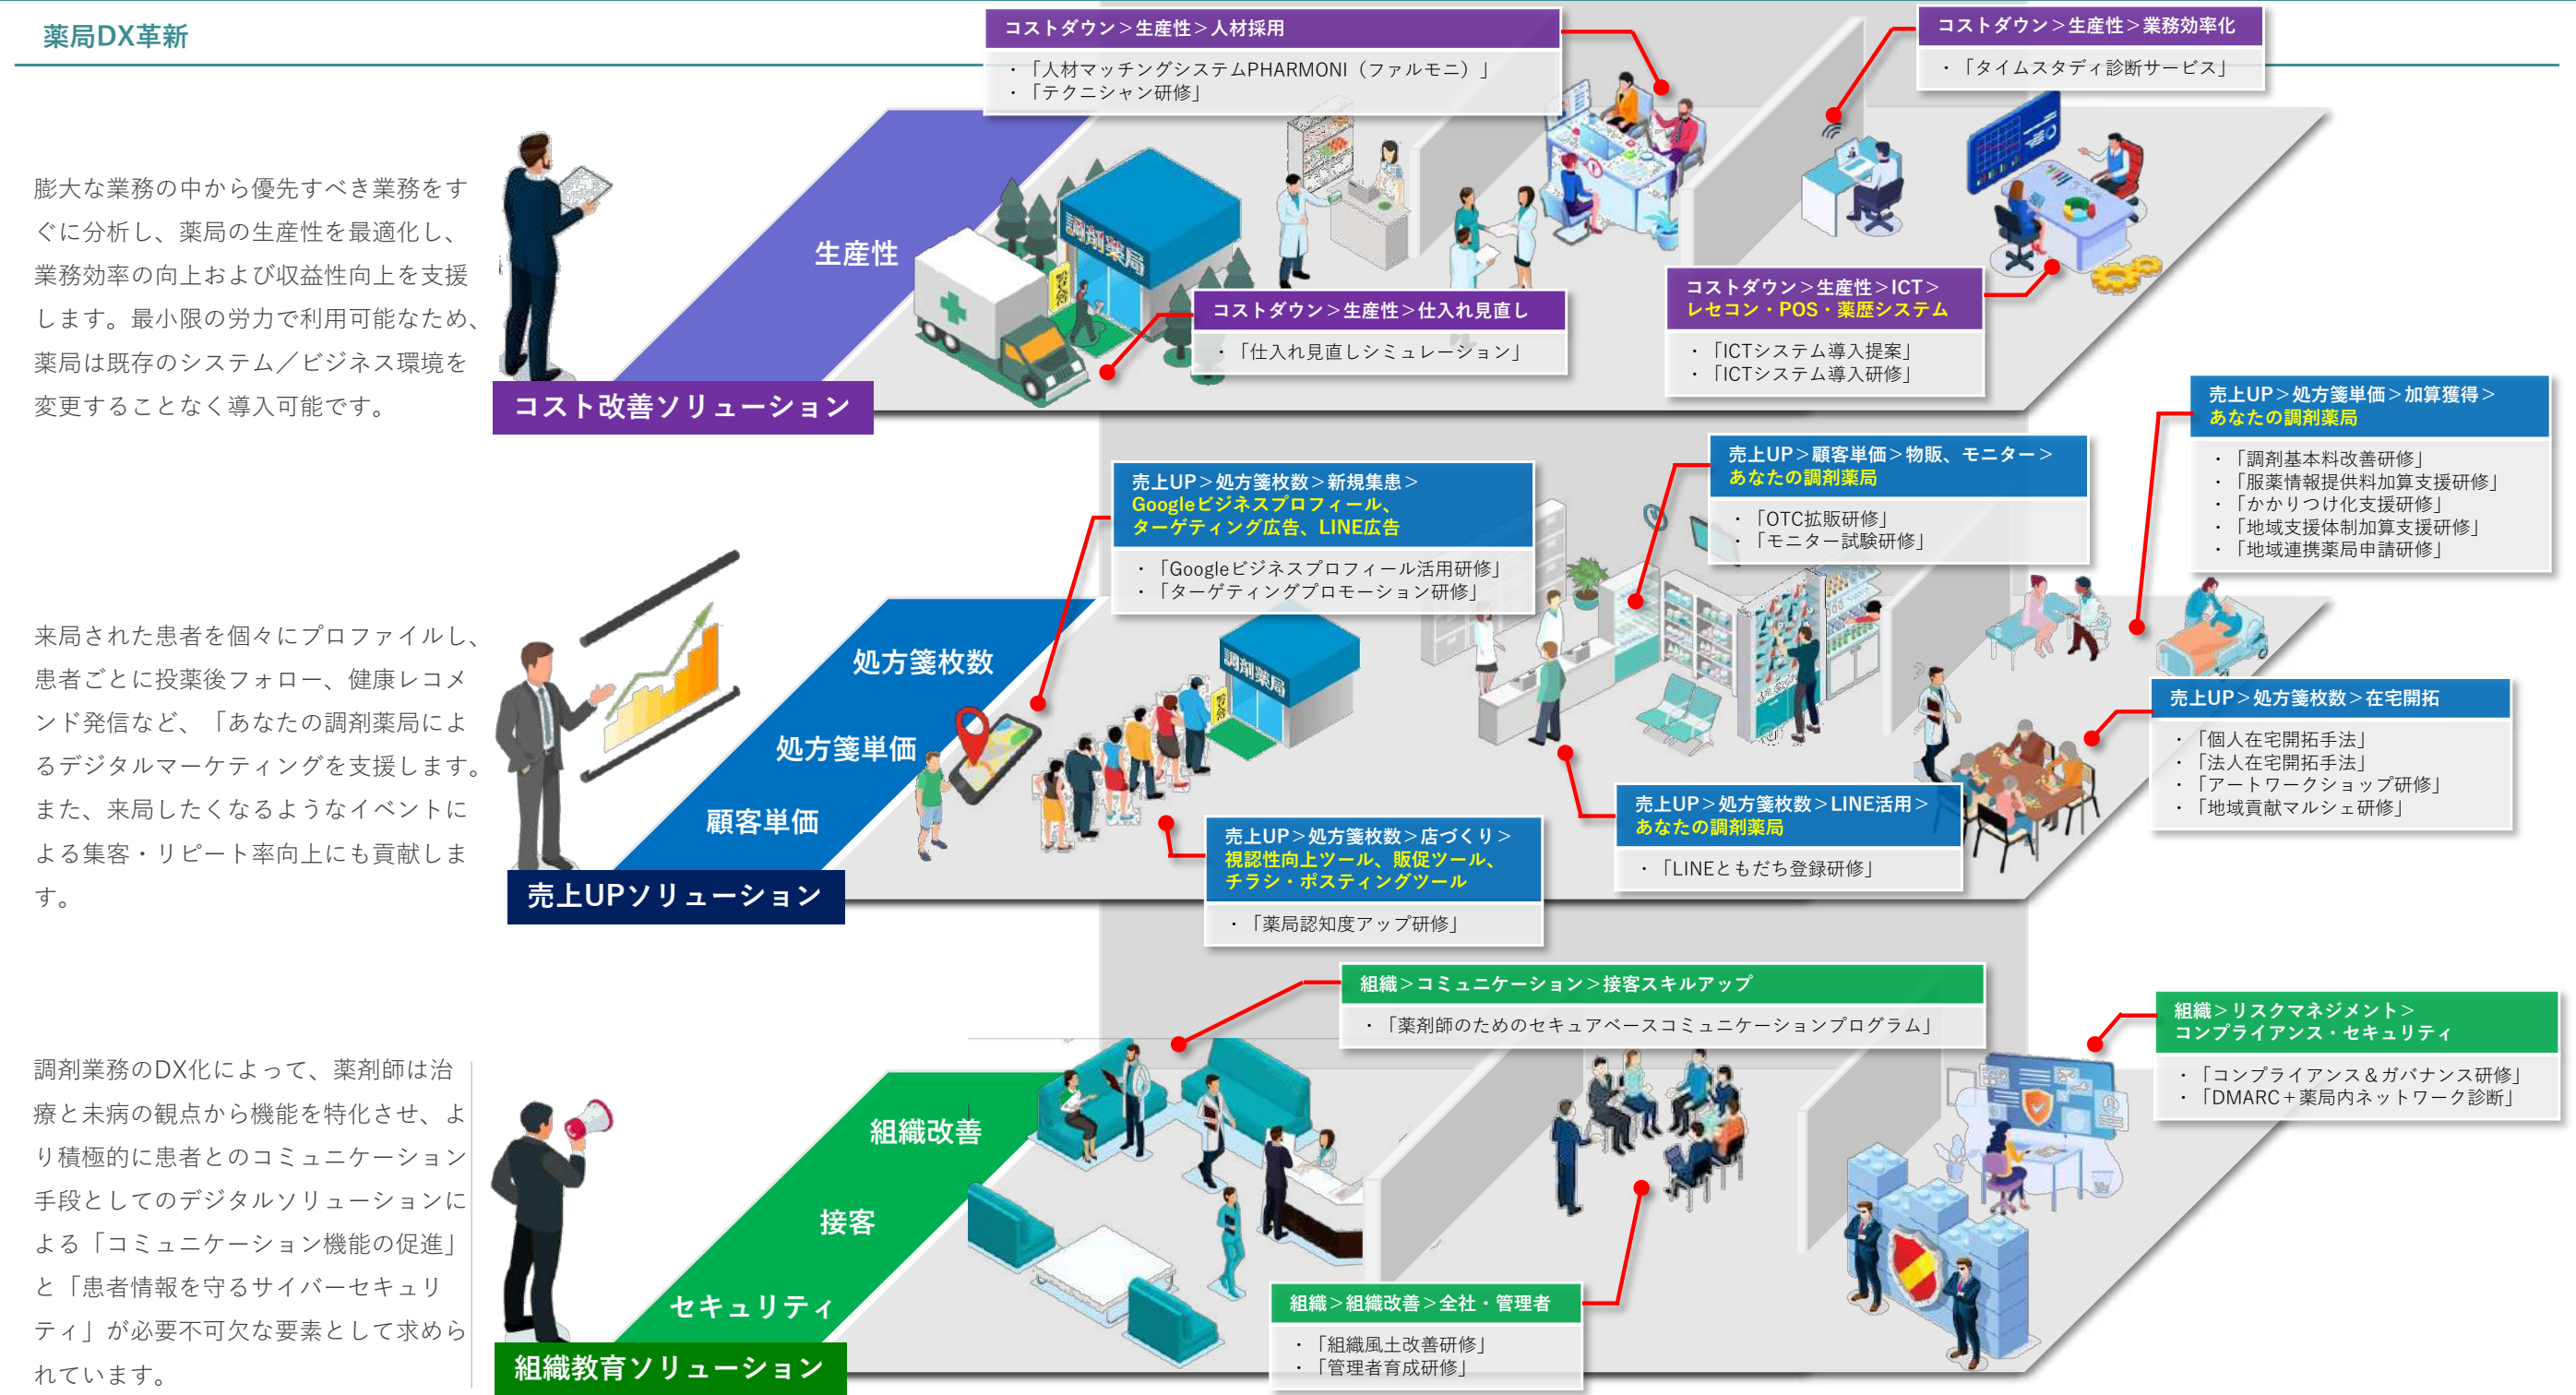 薬局DX革新
膨大な業務の中から優先すべき業務をす
ぐに分析し、薬局の生産性を最適化し、
業務効率の向上および収益性向上を支援
します。最小限の労力で利用可能なため、
薬局は既存のシステム／ビジネス環境を
変更することなく導入可能です。
コスト改善ソリューション
生産性
コストダウン＞生産性＞人材採用
・「人材マッチングシステムPHARMONI（ファルモニ）」
・「テクニシャン研修」
コストダウン＞生産性＞業務効率化
・「タイムスタディ診断サービス」
調剤薬局
コストダウン＞生産性＞仕入れ見直し
・「仕入れ見直しシミュレーション」
コストダウン＞生産性＞ICT＞
レセコン・POS・薬歴システム
・「ICTシステム導入提案」
・「ICTシステム導入研修」
来局された患者を個々にプロファイルし、
患者ごとに投薬後フォロー、健康レコメ
ンド発信など、「あなたの調剤薬局によ
るデジタルマーケティングを支援します。
また、来局したくなるようなイベントに
よる集客・リピート率向上にも貢献しま
す。
売上UPソリューション
処方箋枚数
処方箋単価
顧客単価
売上UP＞処方箋枚数＞新規集患＞
Googleビジネスプロフィール、
ターゲティング広告、LINE広告
・「Googleビジネスプロフィール活用研修」
・「ターゲティングプロモーション研修」
売上UP＞顧客単価＞物販、モニター＞
あなたの調剤薬局
・「OTC拡販研修」
・「モニター試験研修」
売上UP＞処方箋単価＞加算獲得＞
あなたの調剤薬局
・「調剤基本料改善研修」
・「服薬情報提供料加算支援研修」
・「かかりつけ化支援研修」
・「地域支援体制加算支援研修」
・「地域連携薬局申請研修」
調剤薬局
売上UP＞処方箋枚数＞店づくり＞
視認性向上ツール、販促ツール、
チラシ・ポスティングツール
・「薬局認知度アップ研修」
売上UP＞処方箋枚数＞LINE活用＞
あなたの調剤薬局
・「LINEともだち登録研修」
売上UP＞処方箋枚数＞在宅開拓
・「個人在宅開拓手法」
・「法人在宅開拓手法」
・「アートワークショップ研修」
・「地域貢献マルシェ研修」
調剤業務のDX化によって、薬剤師は治
療と未病の観点から機能を特化させ、よ
り積極的に患者とのコミュニケーション
手段としてのデジタルソリューションに
よる「コミュニケーション機能の促進」
と「患者情報を守るサイバーセキュリ
ティ」が必要不可欠な要素として求めら
れています。
組織教育ソリューション
組織改善
接客
セキュリティ
組織＞コミュニケーション＞接客スキルアップ
・「薬剤師のためのセキュアベースコミュニケーションプログラム」
組織＞組織改善＞全社・管理者
・「組織風土改善研修」
・「管理者育成研修」
組織＞リスクマネジメント＞
コンプライアンス・セキュリティ
・「コンプライアンス＆ガバナンス研修」
・「DMARC＋薬局内ネットワーク診断」